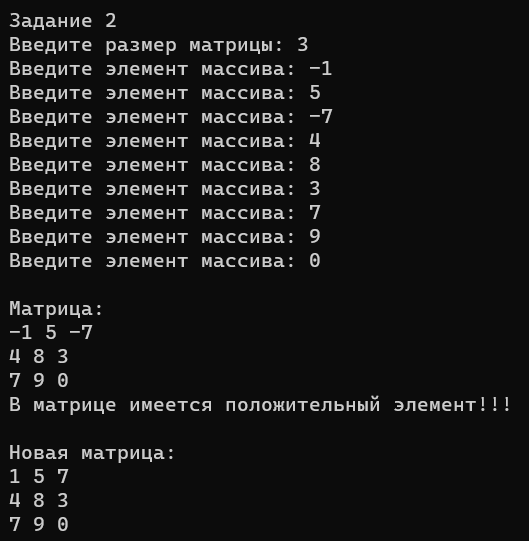 Задание 2
Введите размер матрицы: 3
Введите элемент массива: -1
Введите элемент массива: 5
Введите элемент массива: -7
Введите элемент массива: 4
Введите элемент массива: 8
Введите элемент массива: 3
Введите элемент массива: 7
Введите элемент массива: 9
Введите элемент массива: 0
Матрица:
-1 5 -7
4 8 3
7 9 0
В матрице имеется положительный элемент!!!
Новая матрица:
1 5 7
4 8 3
7 9 0